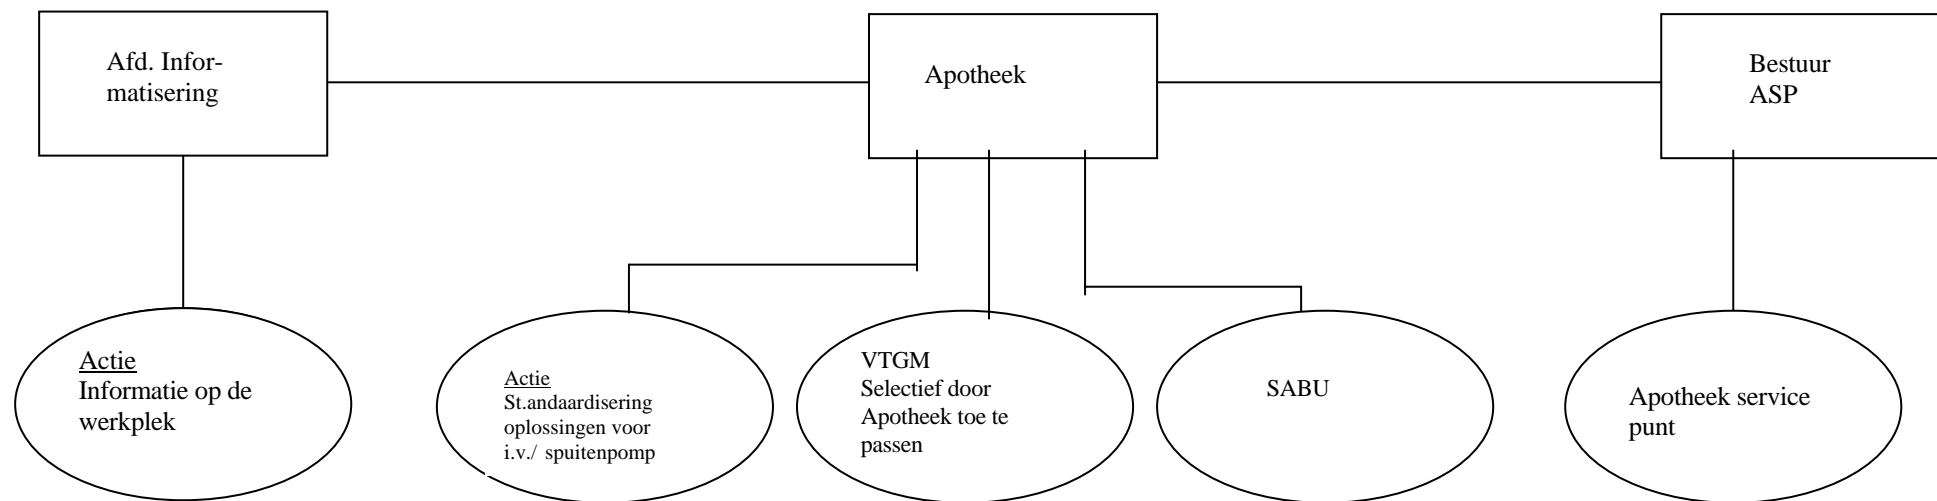 Afd. Infor-
matisering
Apotheek
Bestuur
ASP
Actie
Informatie op de
werkplek
Actie
St.andaardisering
oplossingen voor
i.v./ spuitenpomp
VTGM
Selectief door
Apotheek toe te
passen
SABU
Apotheek service
punt